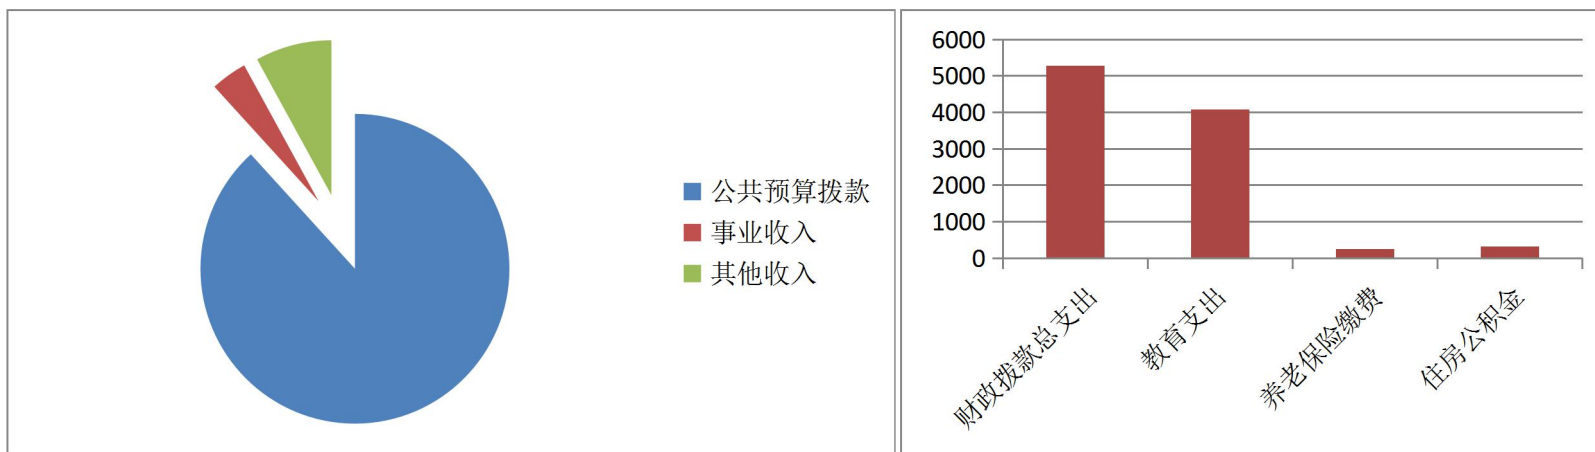 公共预算拨款
事业收入
其他收入
6000
5000
4000
3000
2000
1000
0
财政拨款总支出
教育支出
养老保险缴费
住房公积金